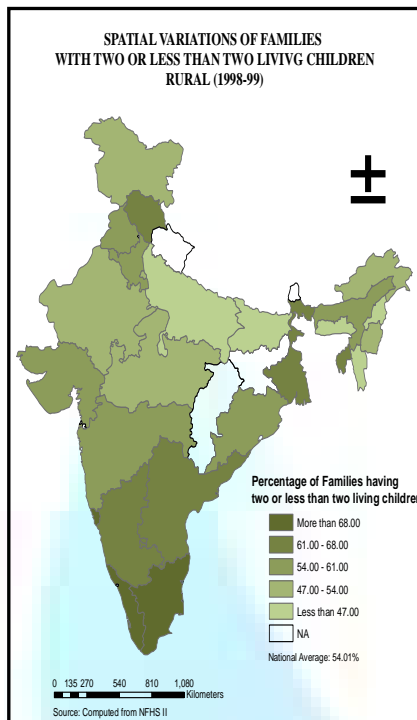 SPATIAL VARIATIONS OF FAMILIES
WITH TWO OR LESS THAN TWO LIVIVG CHILDREN
RURAL (1998-99)
Percentage of Families having
two or less than two living children
More than 68.00
61.00 - 68.00
54.00 - 61.00
47.00 - 54.00
Less than 47.00
NA
National Average: 54.01%
0 135 270 540 810 1,080
Kilometers
Source: Computed from NFHS II